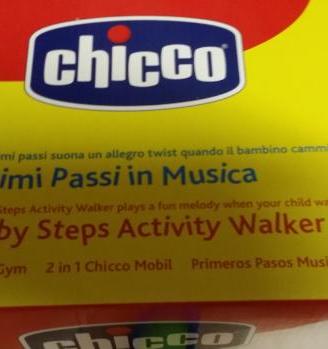 chicco
mi passi suona un allegro twist quando il bambino camm
imi Passi in Musica
Steps Activity Walker plays a fun melody when your child wa
by Steps Activity Walker
Gym 2 in 1 Chicco Mobil Primeros Pasos Musi
chicco